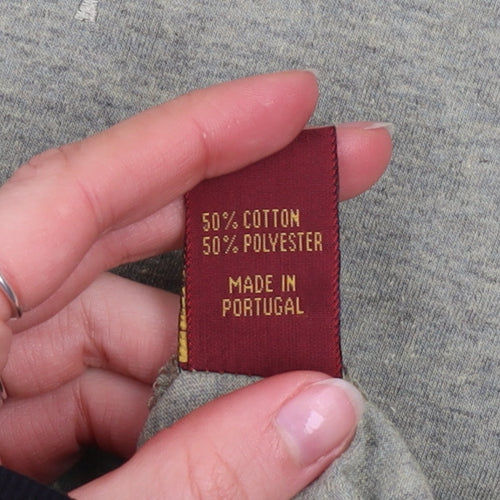 50% COTTON
50% POLYESTER
MADE IN
PORTUGAL